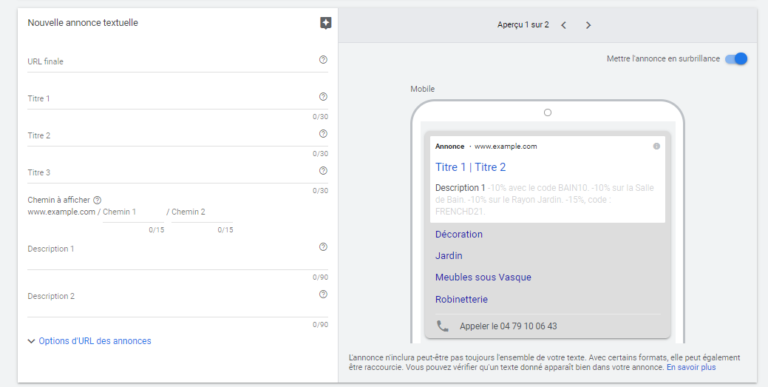 Nouvelle annonce textuelle
URL finale
Titre 1
0/30
Titre 2
0/30
Titre 3
0/30
Chemin à afficher
www.example.com / Chemin 1 / Chemin 2
0/15 0/15
Description 1
0/90
Description 2
0/90
Options d'URL des annonces
Aperçu 1 sur 2
Mettre l'annonce en surbrillance
Mobile
Annonce • www.example.com
Titre 1 | Titre 2
Description 1 -10% avec le code BAIN10. -10% sur la Salle
de Bain. -10% sur le Rayon Jardin. -15%, code :
FRENCHD21.
Décoration
Jardin
Meubles sous Vasque
Robinetterie
Appeler le 04 79 10 06 43
L'annonce n'inclura peut-être pas toujours l'ensemble de votre texte. Avec certains formats, elle peut également
être raccourcie. Vous pouvez vérifier qu'un texte donné apparaît bien dans votre annonce. En savoir plus